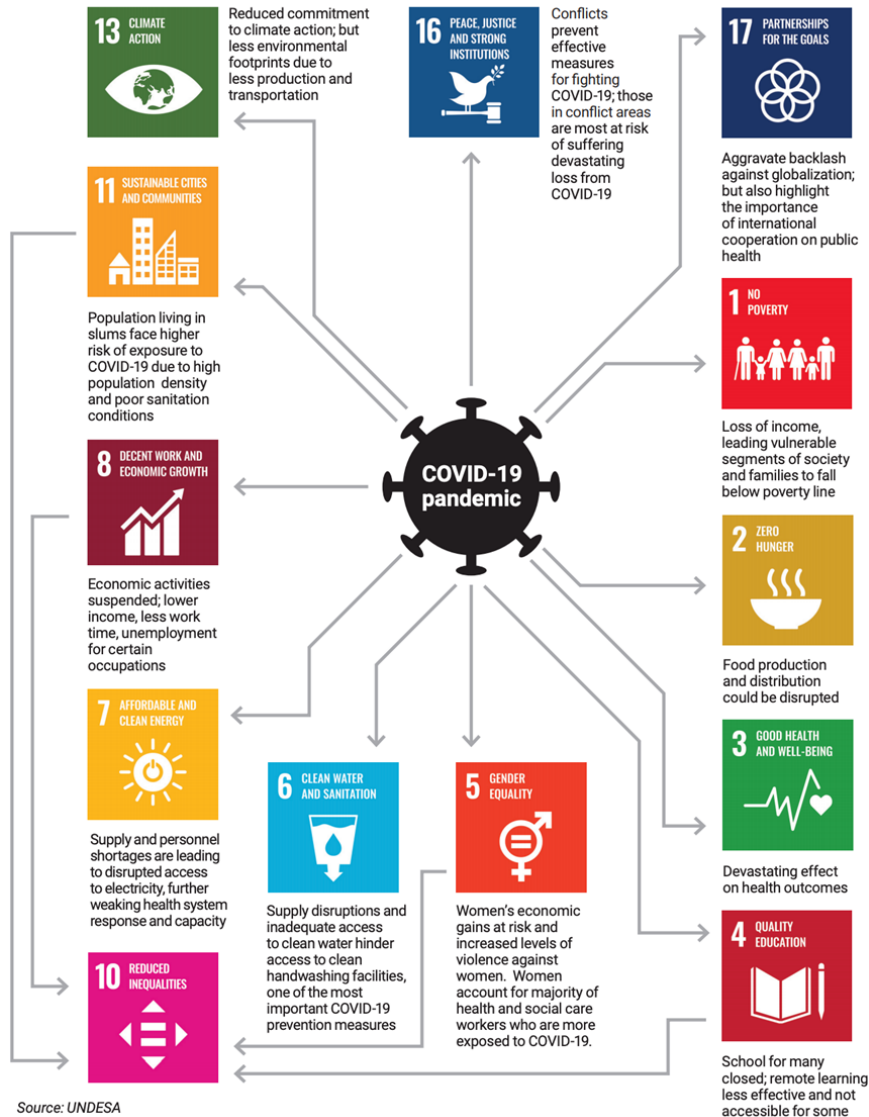 13 CLIMATE
ACTION
Reduced commitment
to climate action; but
less environmental
footprints due to
less production and
transportation
16 PEACE, JUSTICE
AND STRONG
INSTITUTIONS
Conflicts
prevent
effective
measures
for fighting
COVID-19; those
in conflict areas
are most at risk
of suffering
devastating
loss from
COVID-19
17 PARTNERSHIPS
FOR THE GOALS
Aggravate backlash
against globalization;
but also highlight
the importance
of international
cooperation on public
health
11 SUSTAINABLE CITIES
AND COMMUNITIES
Population living in
slums face higher
risk of exposure to
COVID-19 due to high
population density
and poor sanitation
conditions
1 NO
POVERTY
Loss of income,
leading vulnerable
segments of society
and families to fall
below poverty line
COVID-19
pandemic
8 DECENT WORK AND
ECONOMIC GROWTH
Economic activities
suspended; lower
income, less work
time, unemployment
for certain
occupations
2 ZERO
HUNGER
Food production
and distribution
could be disrupted
7 AFFORDABLE AND
CLEAN ENERGY
Supply and personnel
shortages are leading
to disrupted access
to electricity, further
weaking health system
response and capacity
6 CLEAN WATER
AND SANITATION
Supply disruptions and
inadequate access
to clean water hinder
access to clean
handwashing facilities,
one of the most
important COVID-19
prevention measures
5 GENDER
EQUALITY
Women's economic
gains at risk and
increased levels of
violence against
women. Women
account for majority of
health and social care
workers who are more
exposed to COVID-19.
3 GOOD HEALTH
AND WELL-BEING
Devastating effect
on health outcomes
4 QUALITY
EDUCATION
School for many
closed; remote learning
less effective and not
accessible for some
10 REDUCED
INEQUALITIES
Source: UNDESA